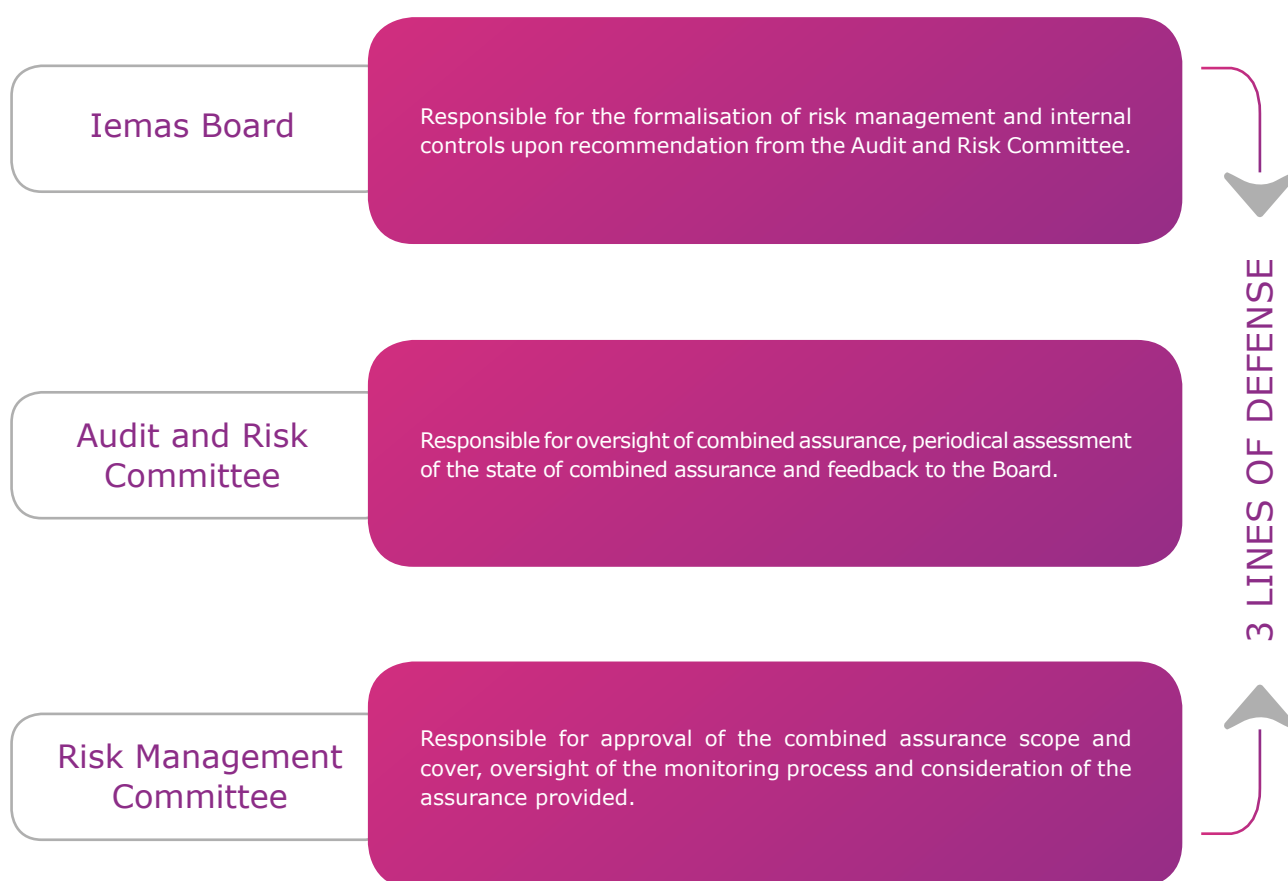 Iemas Board
Responsible for the formalisation of risk management and internal
controls upon recommendation from the Audit and Risk Committee.
Audit and Risk
Committee
Responsible for oversight of combined assurance, periodical assessment
of the state of combined assurance and feedback to the Board.
Risk Management
Committee
Responsible for approval of the combined assurance scope and
cover, oversight of the monitoring process and consideration of the
assurance provided.
3 LINES OF DEFENSE